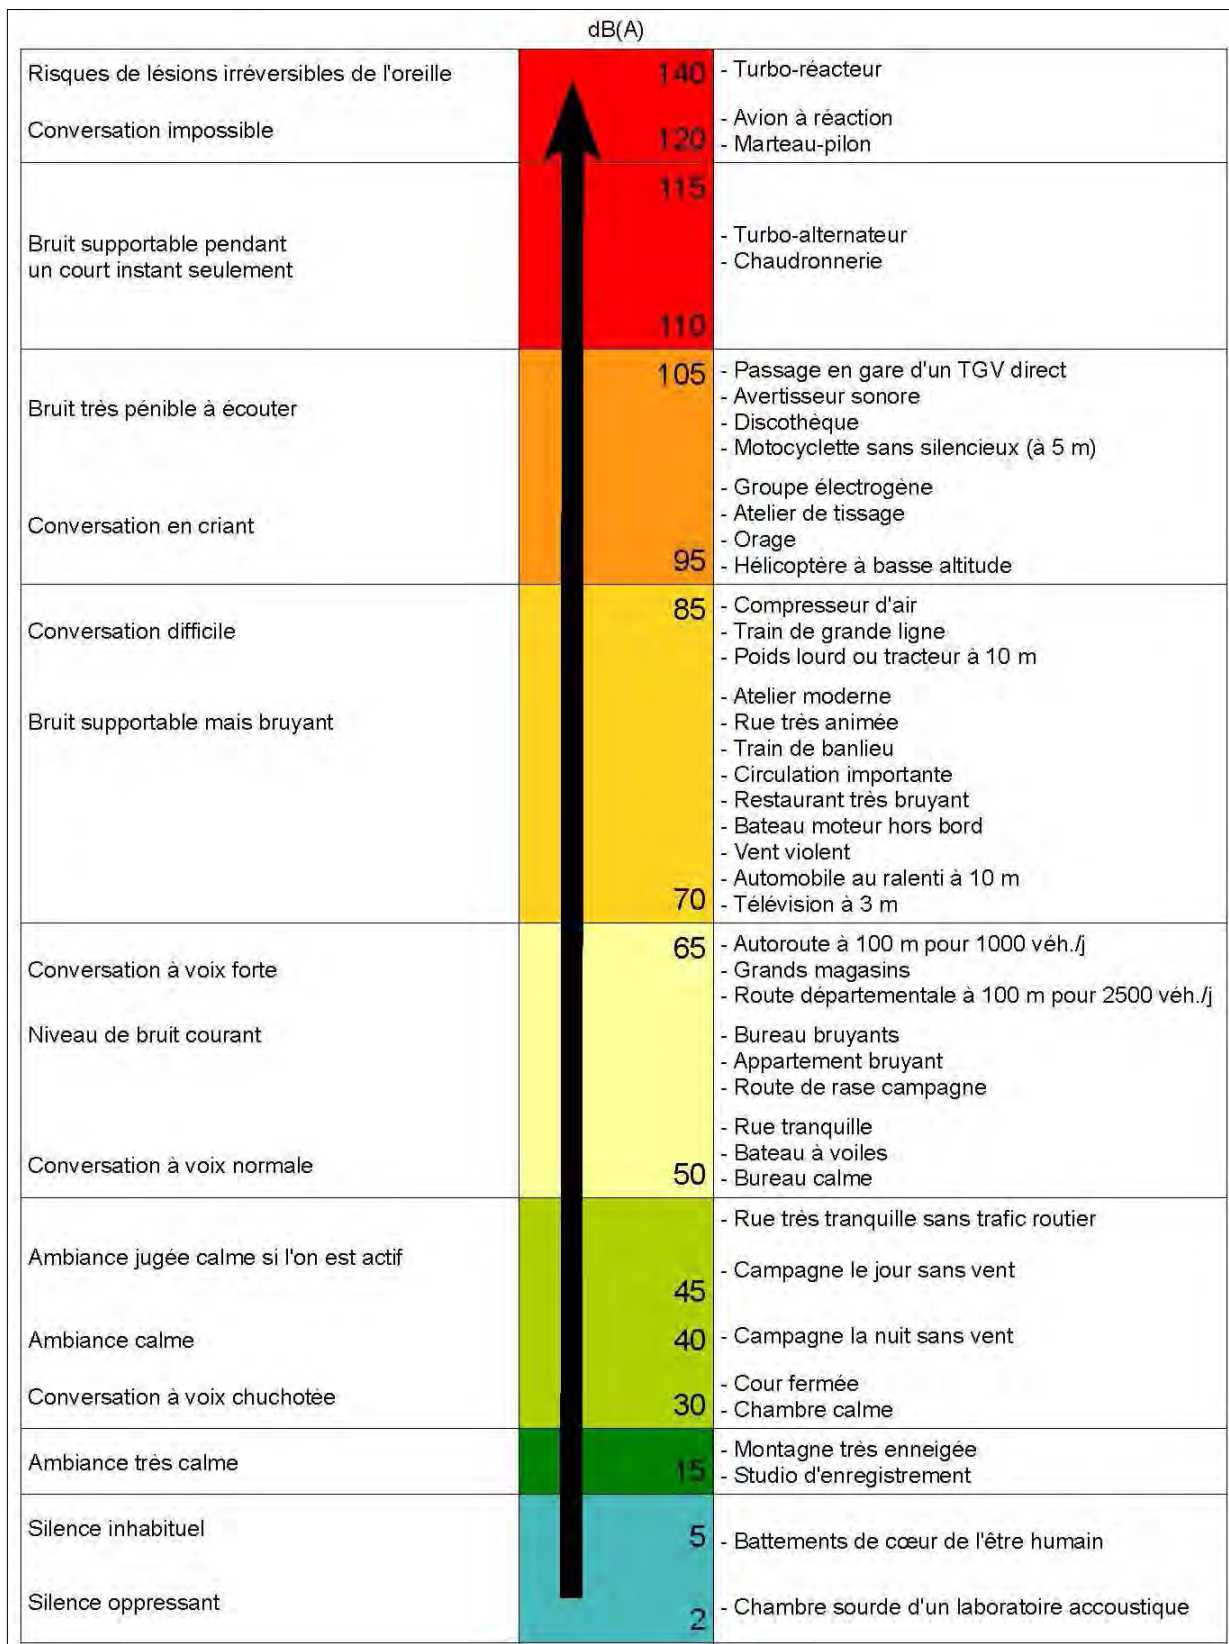 dB(A)
Risques de lésions irréversibles de l'oreille
140
- Turbo-réacteur
Conversation impossible
120
- Avion à réaction
- Marteau-pilon
115
Bruit supportable pendant
un court instant seulement
- Turbo-alternateur
- Chaudronnerie
110
105
- Passage en gare d'un TGV direct
- Avertisseur sonore
Bruit très pénible à écouter
- Discothèque
- Motocyclette sans silencieux (à 5 m)
- Groupe électrogène
- Atelier de tissage
Conversation en criant
- Orage
95
- Hélicoptère à basse altitude
85
- Compresseur d'air
Conversation difficile
- Train de grande ligne
- Poids lourd ou tracteur à 10 m
- Atelier moderne
Bruit supportable mais bruyant
- Rue très animée
- Train de banlieu
- Circulation importante
- Restaurant très bruyant
- Bateau moteur hors bord
- Vent violent
- Automobile au ralenti à 10 m
70
- Télévision à 3 m
65
- Autoroute à 100 m pour 1000 véh./j
Conversation à voix forte
- Grands magasins
- Route départementale à 100 m pour 2500 véh./j
Niveau de bruit courant
- Bureau bruyants
- Appartement bruyant
- Route de rase campagne
- Rue tranquille
- Bateau à voiles
Conversation à voix normale
50
- Bureau calme
- Rue très tranquille sans trafic routier
Ambiance jugée calme si l'on est actif
- Campagne le jour sans vent
45
Ambiance calme
40
- Campagne la nuit sans vent
Conversation à voix chuchotée
30
- Cour fermée
- Chambre calme
Ambiance très calme
15
- Montagne très enneigée
- Studio d'enregistrement
Silence inhabituel
5
- Battements de cœur de l'être humain
Silence oppressant
2
- Chambre sourde d'un laboratoire accoustique